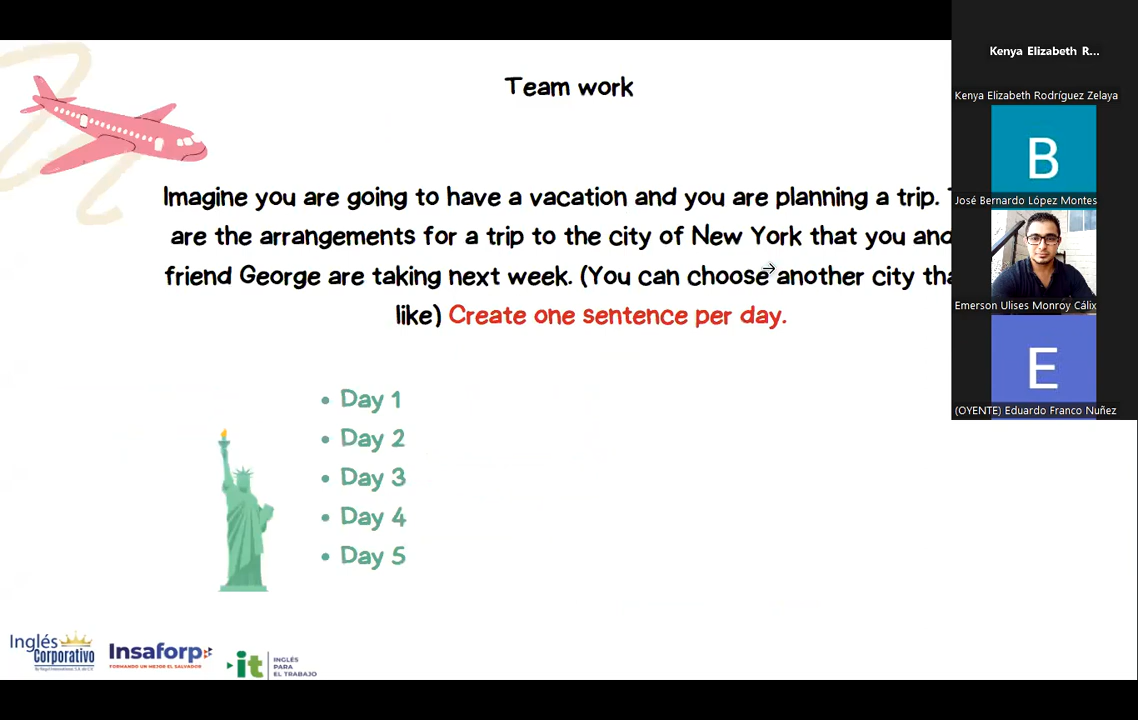 Team work
Imagine you are going to have a vacation and you are planning a trip.
are the arrangements for a trip to the city of New York that you and
friend George are taking next week. (You can choose another city
like) Create one sentence per day.
• Day 1
• Day 2
• Day 3
• Day 4
• Day 5
Inglés
Corporativo
Insaforp
FORMANDO UN MEJOR EL SALVADOR
it
INGLÉS
PARA
EL TRABAJO
Kenya Elizabeth R...
Kenya Elizabeth Rodríguez Zelaya
B
José Bernardo López Montes
Emerson Ulises Monroy Cálix
E
(OYENTE) Eduardo Franco Nuñez